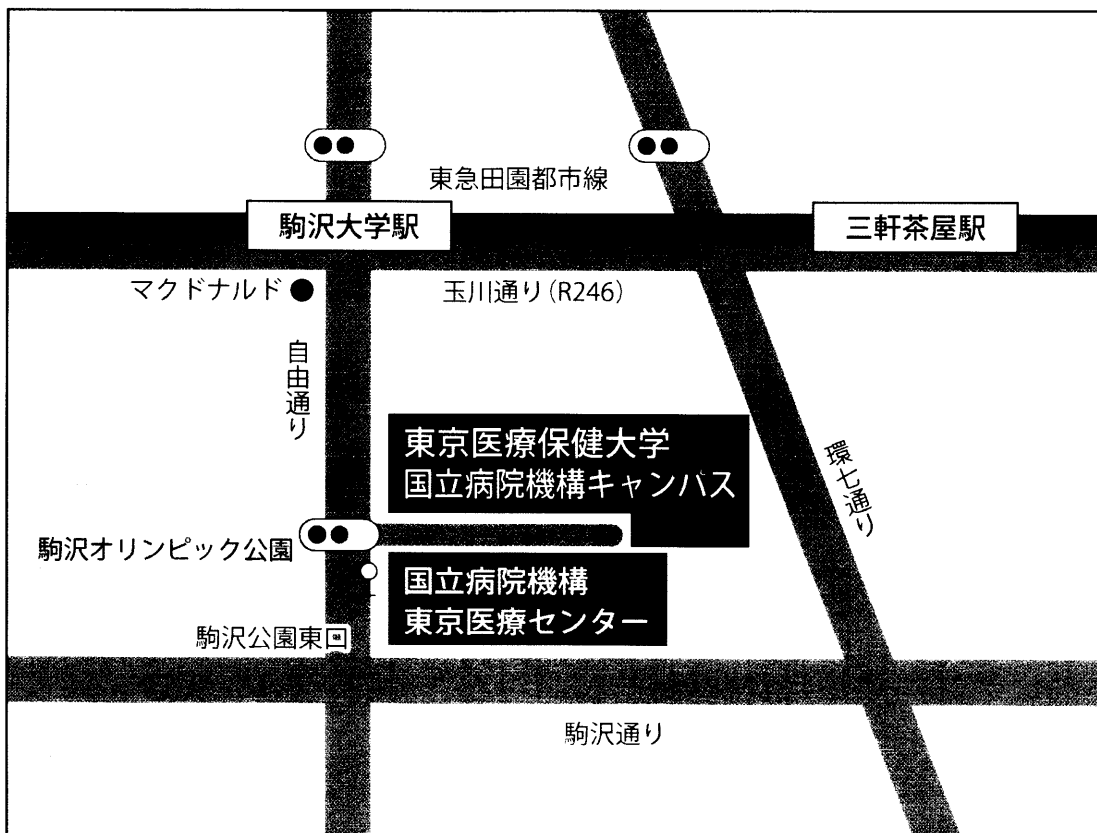 東急田園都市線
駒沢大学駅
三軒茶屋駅
マクドナルド
玉川通り(R246)
自由通り
東京医療保健大学
国立病院機構キャンパス
環七通り
駒沢オリンピック公園
国立病院機構
東京医療センター
駒沢公園東口
駒沢通り